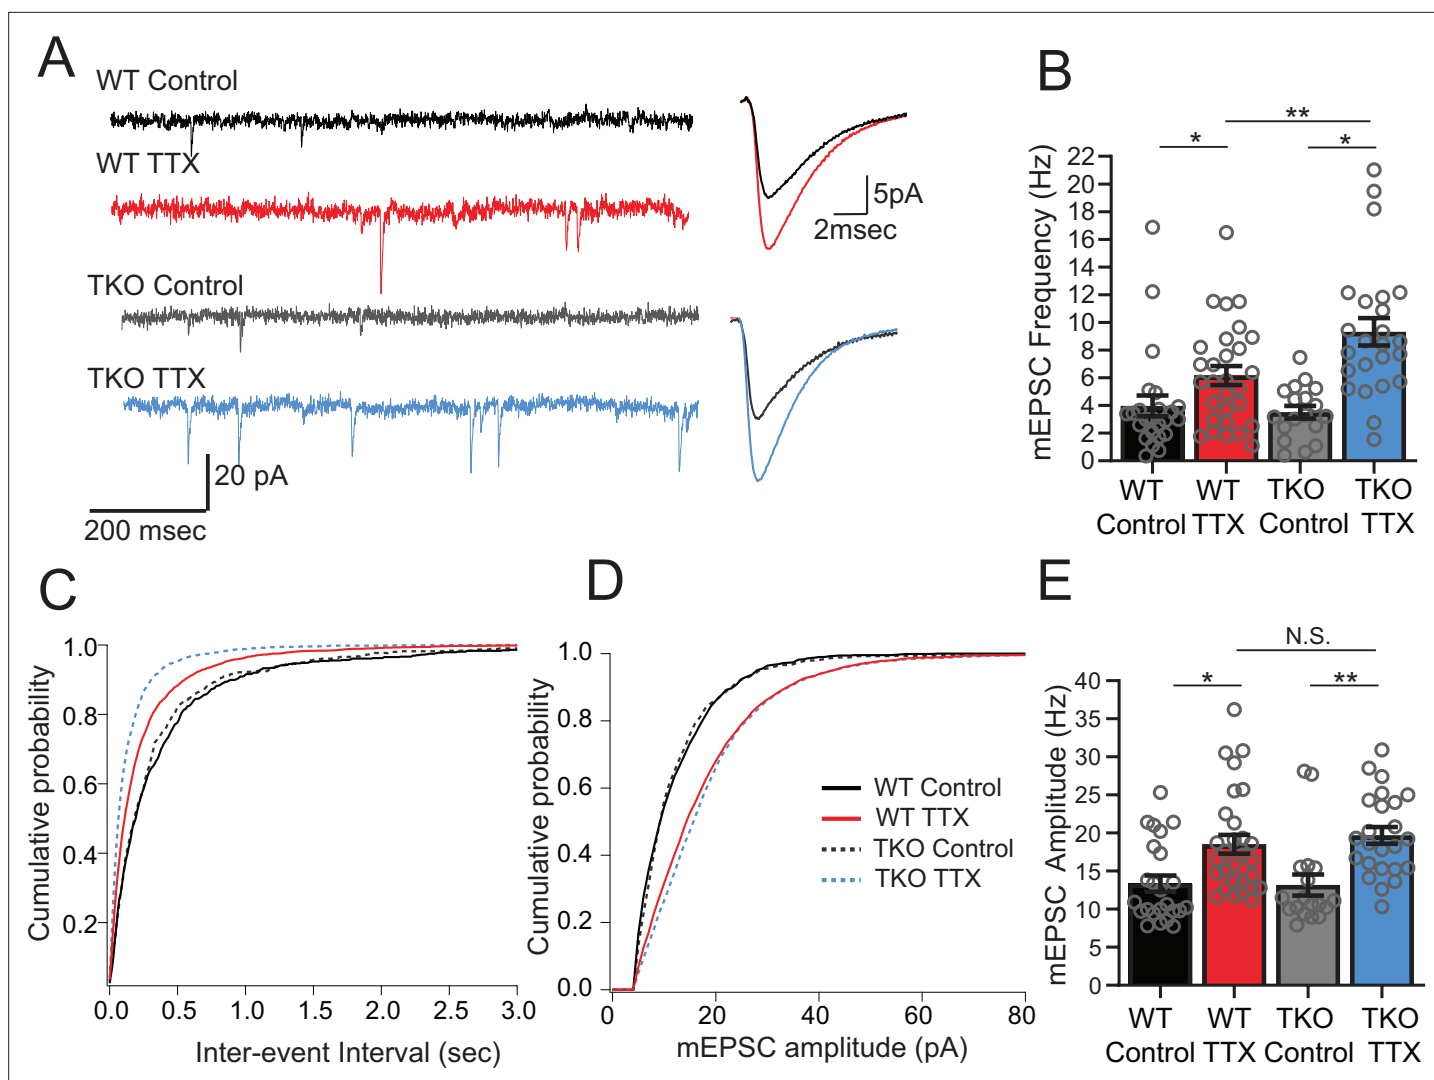 A
WT Control
WT TTX
TKO Control
TKO TTX
20 pA
200 msec
5pA
2msec
B
**
*
*
mEPSC Frequency (Hz)
22
20
18
16
14
12
10
8
6
4
2
0
WT Control
WT TTX
TKO Control
TKO TTX
C
Cumulative probability
1.0
0.8
0.6
0.4
0.2
0.0
0.5
1.0
1.5
2.0
2.5
3.0
Inter-event Interval (sec)
D
Cumulative probability
1.0
0.8
0.6
0.4
0.2
0.0
0
20
40
60
80
mEPSC amplitude (pA)
WT Control
WT TTX
TKO Control
TKO TTX
E
N.S.
*
**
mEPSC Amplitude (Hz)
40
35
30
25
20
15
10
5
0
WT Control
WT TTX
TKO Control
TKO TTX